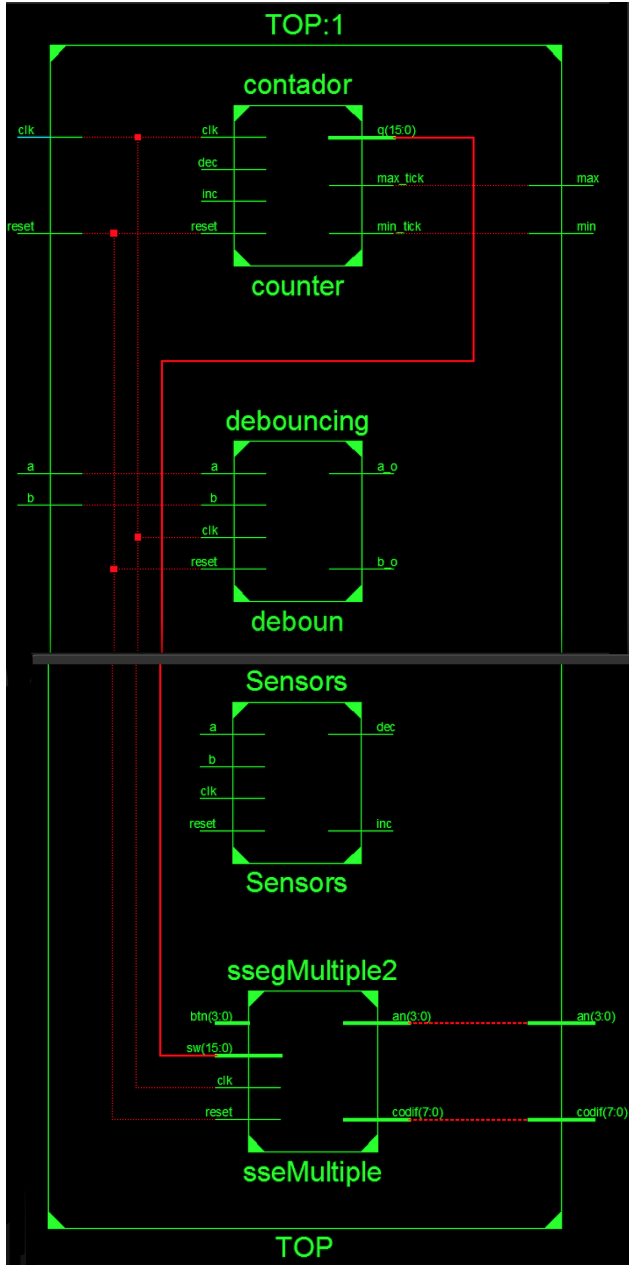 TOP:1
contador
clk clk q(15:0)
dec
max_tick max
inc
reset reset min_tick min
counter
debouncing
a a a_o
b b
clk
reset b_o
deboun
Sensors
a dec
b
clk
reset inc
Sensors
ssegMultiple2
btn(3:0) an(3:0) an(3:0)
sw(15:0)
clk
reset codif(7:0) codif(7:0)
sseMultiple
TOP